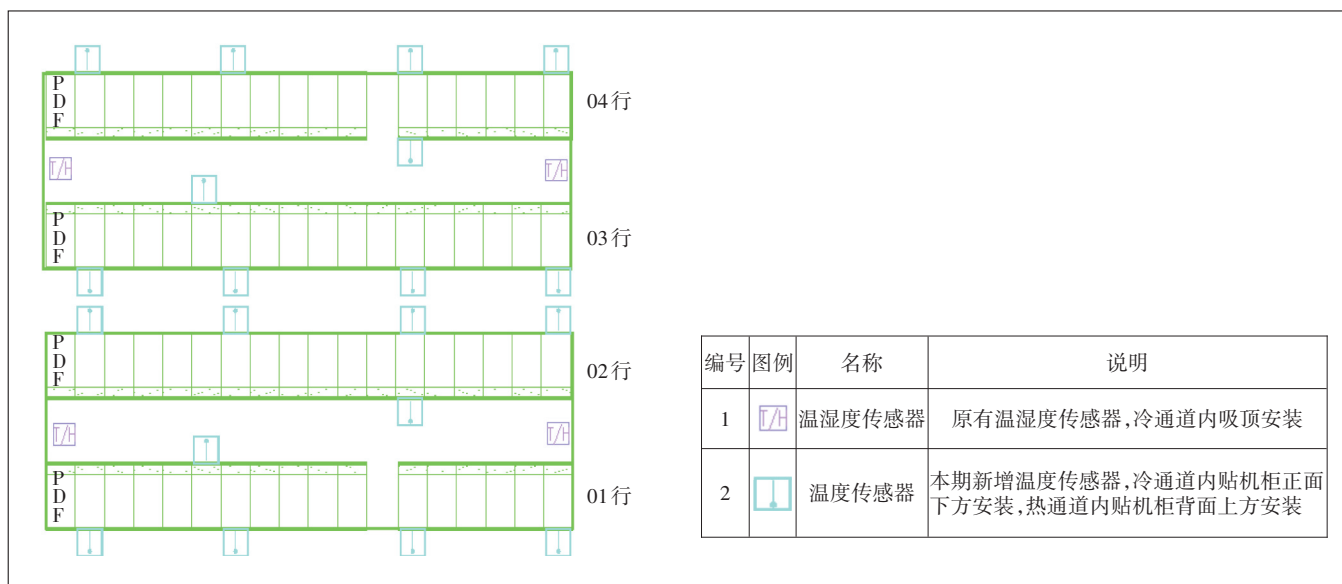 P
D
F
04行
T/H
T/H
P
D
F
03行
P
D
F
02行
T/H
T/H
P
D
F
01行
编号 图例 名称 说明
1 T/H 温湿度传感器 原有温湿度传感器,冷通道内吸顶安装
2 温度传感器 本期新增温度传感器,冷通道内贴机柜正面
下方安装,热通道内贴机柜背面上方安装